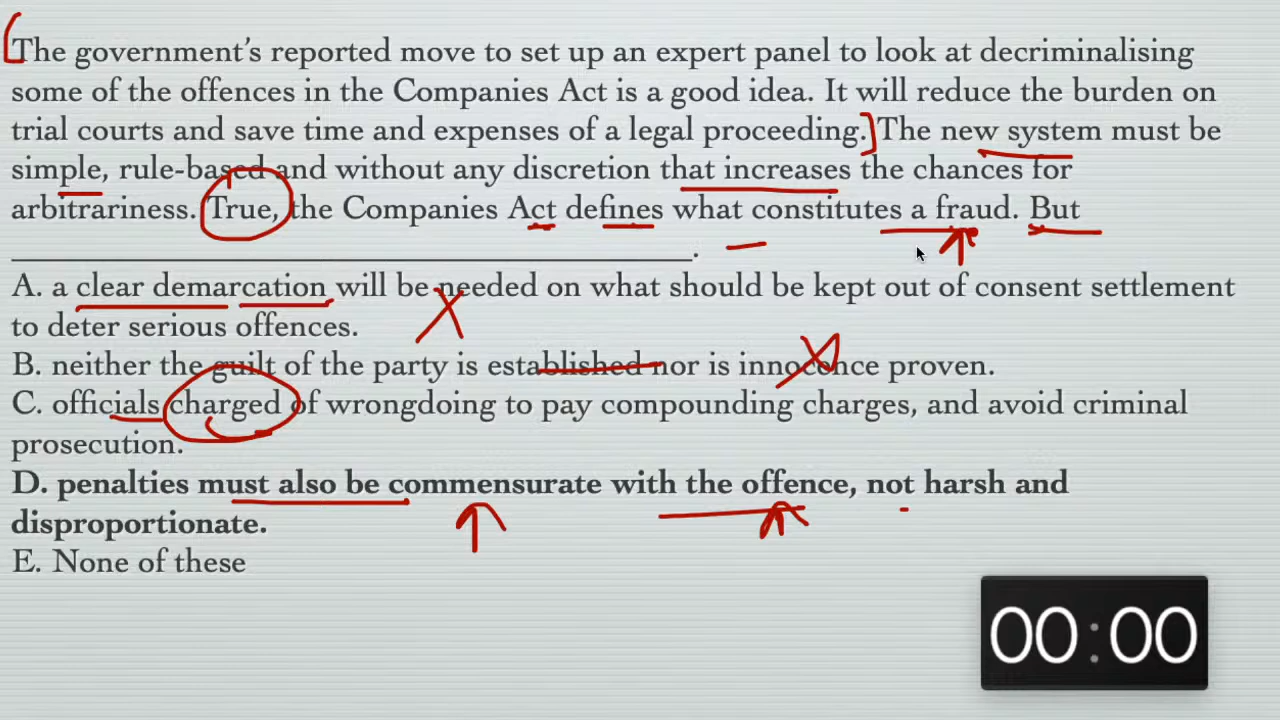 The government's reported move to set up an expert panel to look at decriminalising
some of the offences in the Companies Act is a good idea. It will reduce the burden on
trial courts and save time and expenses of a legal proceeding. The new system must be
simple, rule-based and without any discretion that increases the chances for
arbitrariness. True, the Companies Act defines what constitutes a fraud. But
____________________________________________.
A. a clear demarcation will be needed on what should be kept out of consent settlement
to deter serious offences.
B. neither the guilt of the party is established nor is innocence proven.
C. officials charged of wrongdoing to pay compounding charges, and avoid criminal
prosecution.
D. penalties must also be commensurate with the offence, not harsh and
disproportionate.
E. None of these
00:00